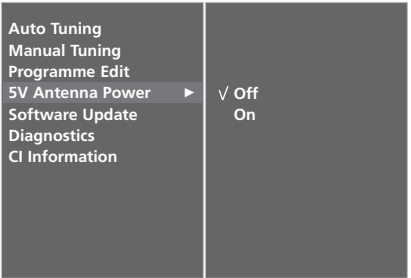 Auto Tuning
Manual Tuning
Programme Edit
5V Antenna Power ►
Software Update
Diagnostics
CI Information
√ Off
On